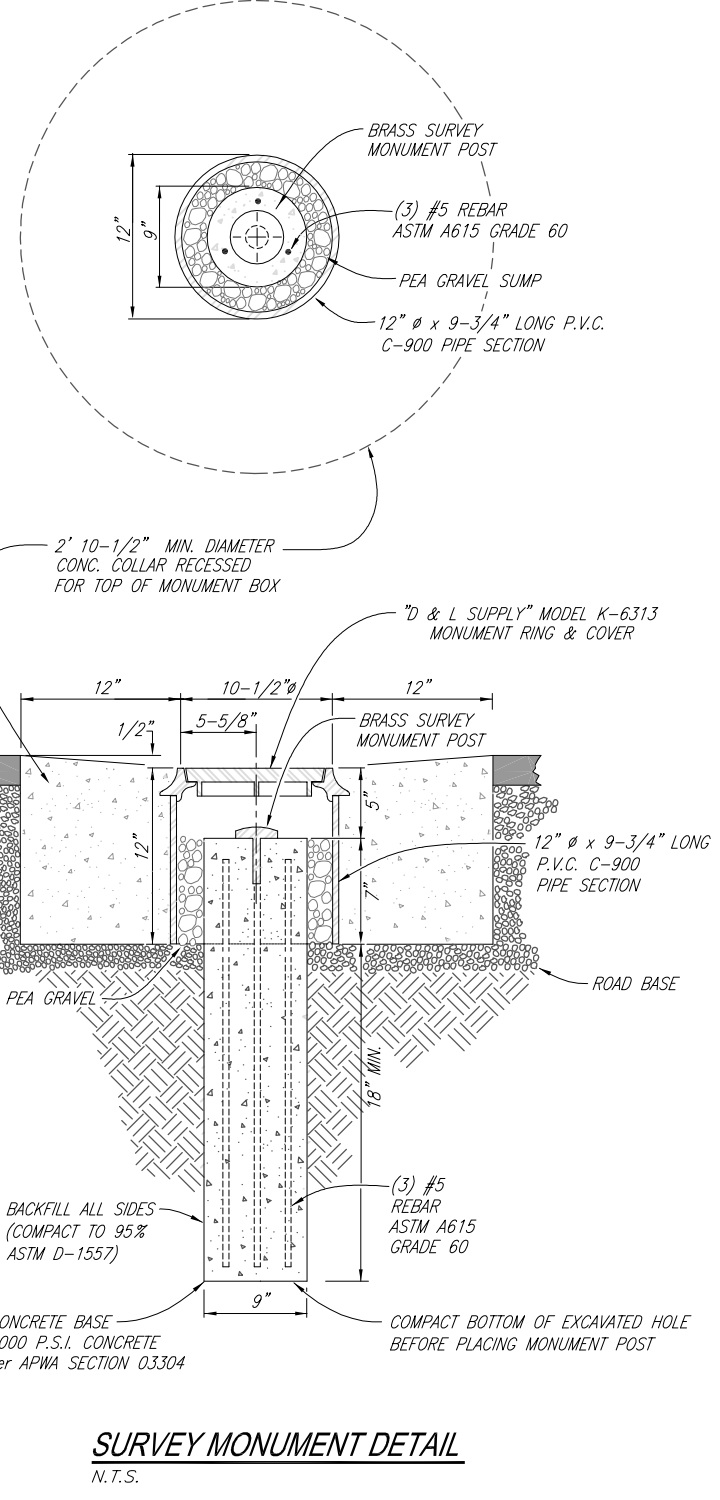 BRASS SURVEY
MONUMENT POST
(3) #5 REBAR
ASTM A615 GRADE 60
12"
9"
PEA GRAVEL SUMP
12" ø x 9-3/4" LONG P.V.C.
C-900 PIPE SECTION
2' 10-1/2" MIN. DIAMETER
CONC. COLLAR RECESSED
FOR TOP OF MONUMENT BOX
"D & L SUPPLY" MODEL K-6313
MONUMENT RING & COVER
12"
10-1/2"ø
12"
5-5/8"
1/2"
BRASS SURVEY
MONUMENT POST
5"
12"
7"
12" ø x 9-3/4" LONG
P.V.C. C-900
PIPE SECTION
PEA GRAVEL
ROAD BASE
18" MIN.
(3) #5
REBAR
ASTM A615
GRADE 60
BACKFILL ALL SIDES
(COMPACT TO 95%
ASTM D-1557)
9"
ONCRETE BASE
000 P.S.I. CONCRETE
er APWA SECTION 03304
COMPACT BOTTOM OF EXCAVATED HOLE
BEFORE PLACING MONUMENT POST
SURVEY MONUMENT DETAIL
N.T.S.